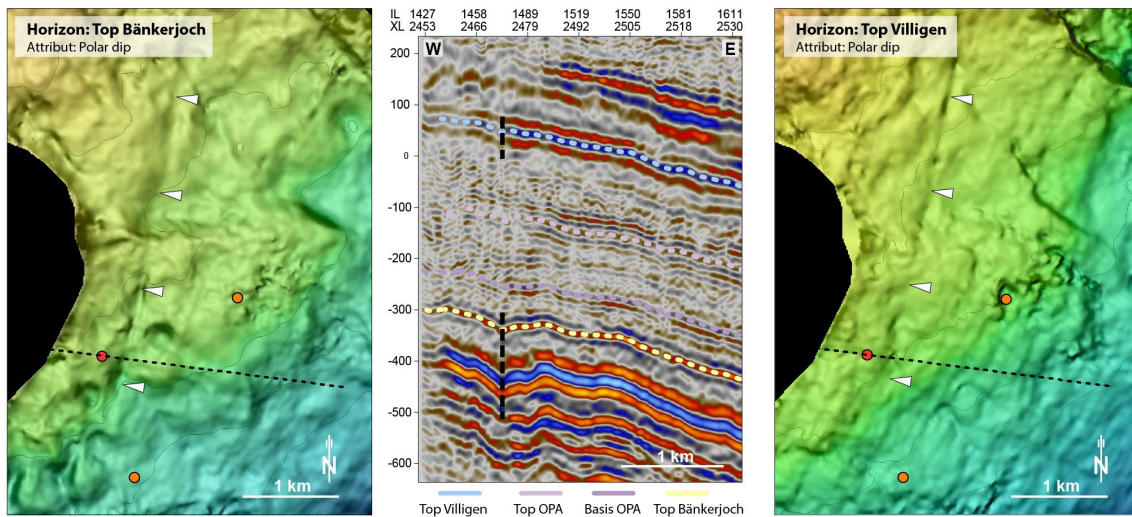 Horizon: Top Bänkerjoch
Attribut: Polar dip
N
1 km
IL 1427 1458 1489 1519 1550 1581 1611
XL 2453 2466 2479 2492 2505 2518 2530
W E
200
100
0
-100
-200
-300
-400
-500
-600
1 km
Top Villigen Top OPA Basis OPA Top Bänkerjoch
Horizon: Top Villigen
Attribut: Polar dip
N
1 km